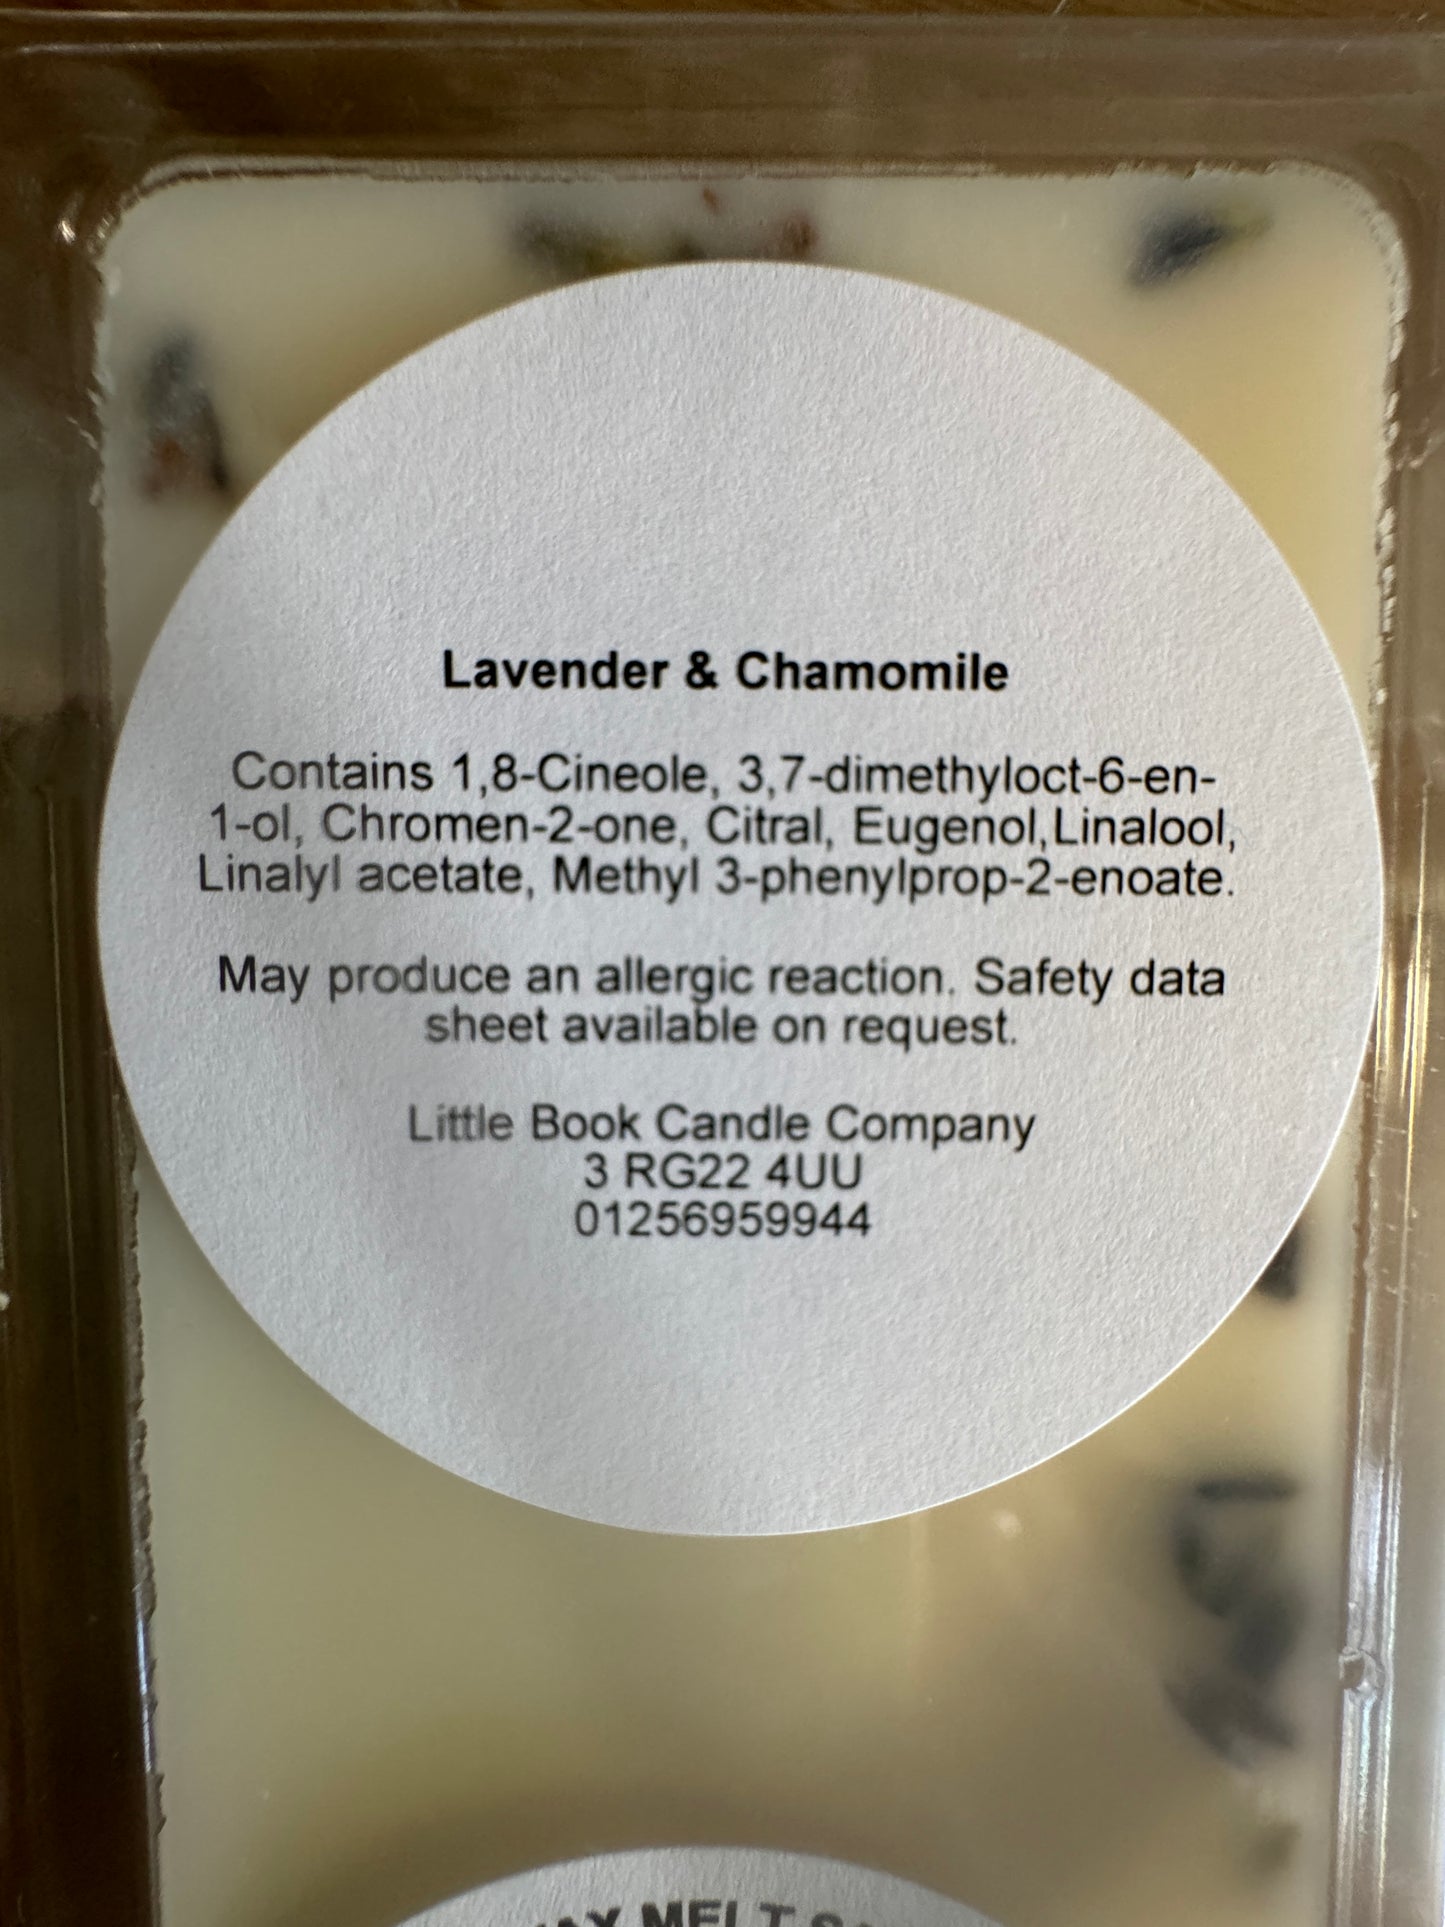 Lavender & Chamomile
Contains 1,8-Cineole, 3,7-dimethyloct-6-en-
1-ol, Chromen-2-one, Citral, Eugenol,Linalool,
Linalyl acetate, Methyl 3-phenylprop-2-enoate.
May produce an allergic reaction. Safety data
sheet available on request.
Little Book Candle Company
3 RG22 4UU
01256959944
MELT